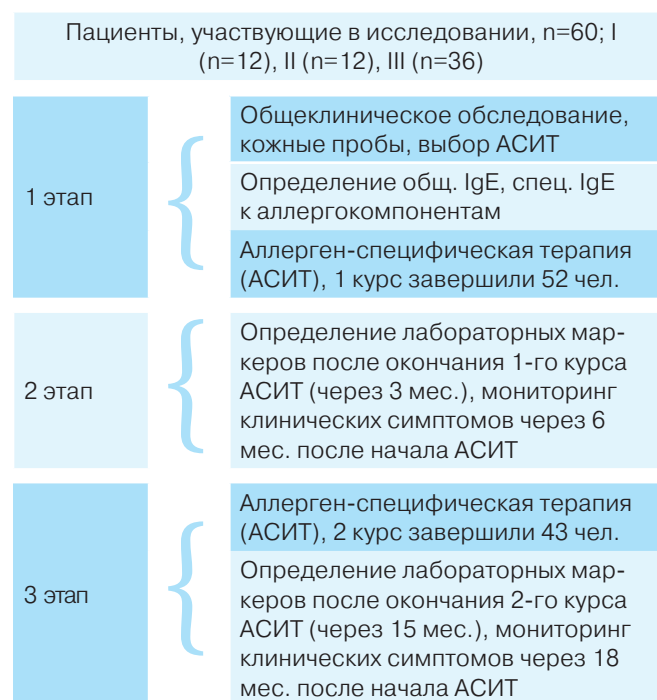 Пациенты, участвующие в исследовании, n=60; I
(n=12), II (n=12), III (n=36)
1 этап
Общеклиническое обследование,
кожные пробы, выбор АСИТ
Определение общ. IgE, спец. IgE
к аллергокомпонентам
Аллерген-специфическая терапия
(АСИТ), 1 курс завершили 52 чел.
2 этап
Определение лабораторных мар-
керов после окончания 1-го курса
АСИТ (через 3 мес.), мониторинг
клинических симптомов через 6
мес. после начала АСИТ
3 этап
Аллерген-специфическая терапия
(АСИТ), 2 курс завершили 43 чел.
Определение лабораторных мар-
керов после окончания 2-го курса
АСИТ (через 15 мес.), мониторинг
клинических симптомов через 18
мес. после начала АСИТ